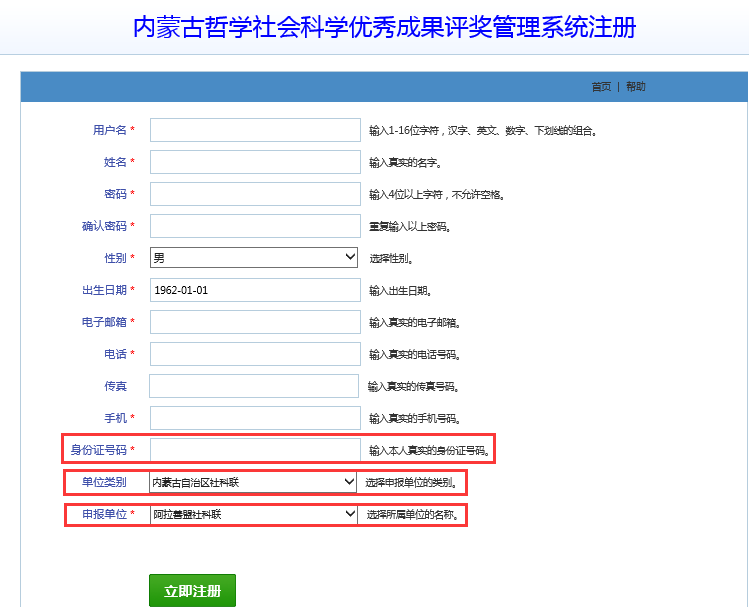 内蒙古哲学社会科学优秀成果评奖管理系统注册
首页 | 帮助
用户名 * 输入1-16位字符，汉字、英文、数字、下划线的组合。
姓名 * 输入真实的名字。
密码 * 输入4位以上字符，不允许空格。
确认密码 * 重复输入以上密码。
性别 * 男 选择性别。
出生日期 * 1962-01-01 输入出生日期。
电子邮箱 * 输入真实的电子邮箱。
电话 * 输入真实的电话号码。
传真 输入真实的传真号码。
手机 * 输入真实的手机号码。
身份证号码 * 输入本人真实的身份证号码。
单位类别 内蒙古自治区社科联 选择申报单位的类别。
申报单位 * 阿拉善盟社科联 选择所属单位的名称。
立即注册